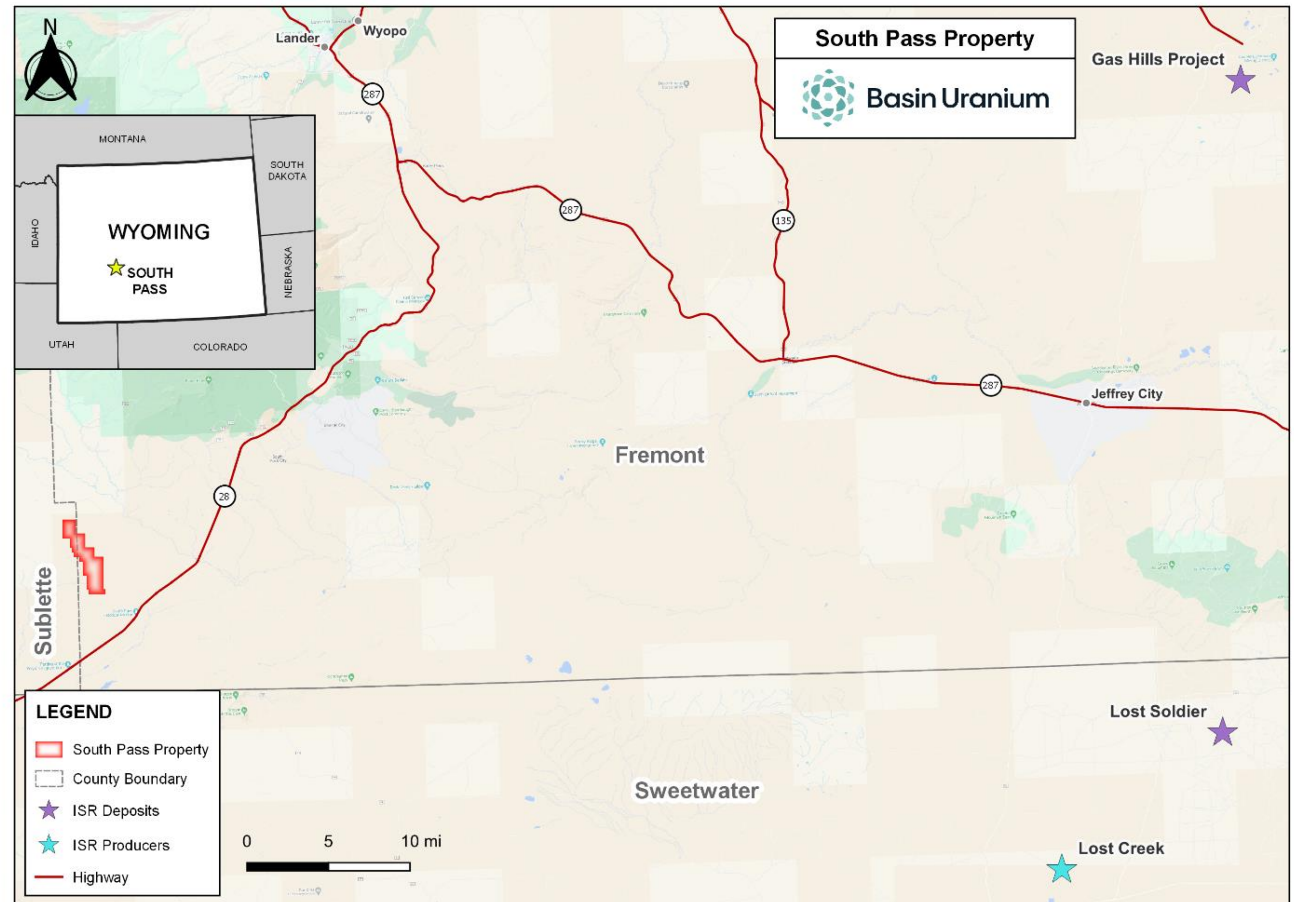 N
Lander
Wyopo
287
South Pass Property
Basin Uranium
Gas Hills Project
MONTANA
SOUTH
DAKOTA
IDAHO
WYOMING
SOUTH
PASS
NEBRASKA
UTAH
COLORADO
287
135
287
Jeffrey City
Fremont
28
Sublette
LEGEND
South Pass Property
County Boundary
ISR Deposits
ISR Producers
Highway
0 5 10 mi
Lost Soldier
Sweetwater
Lost Creek